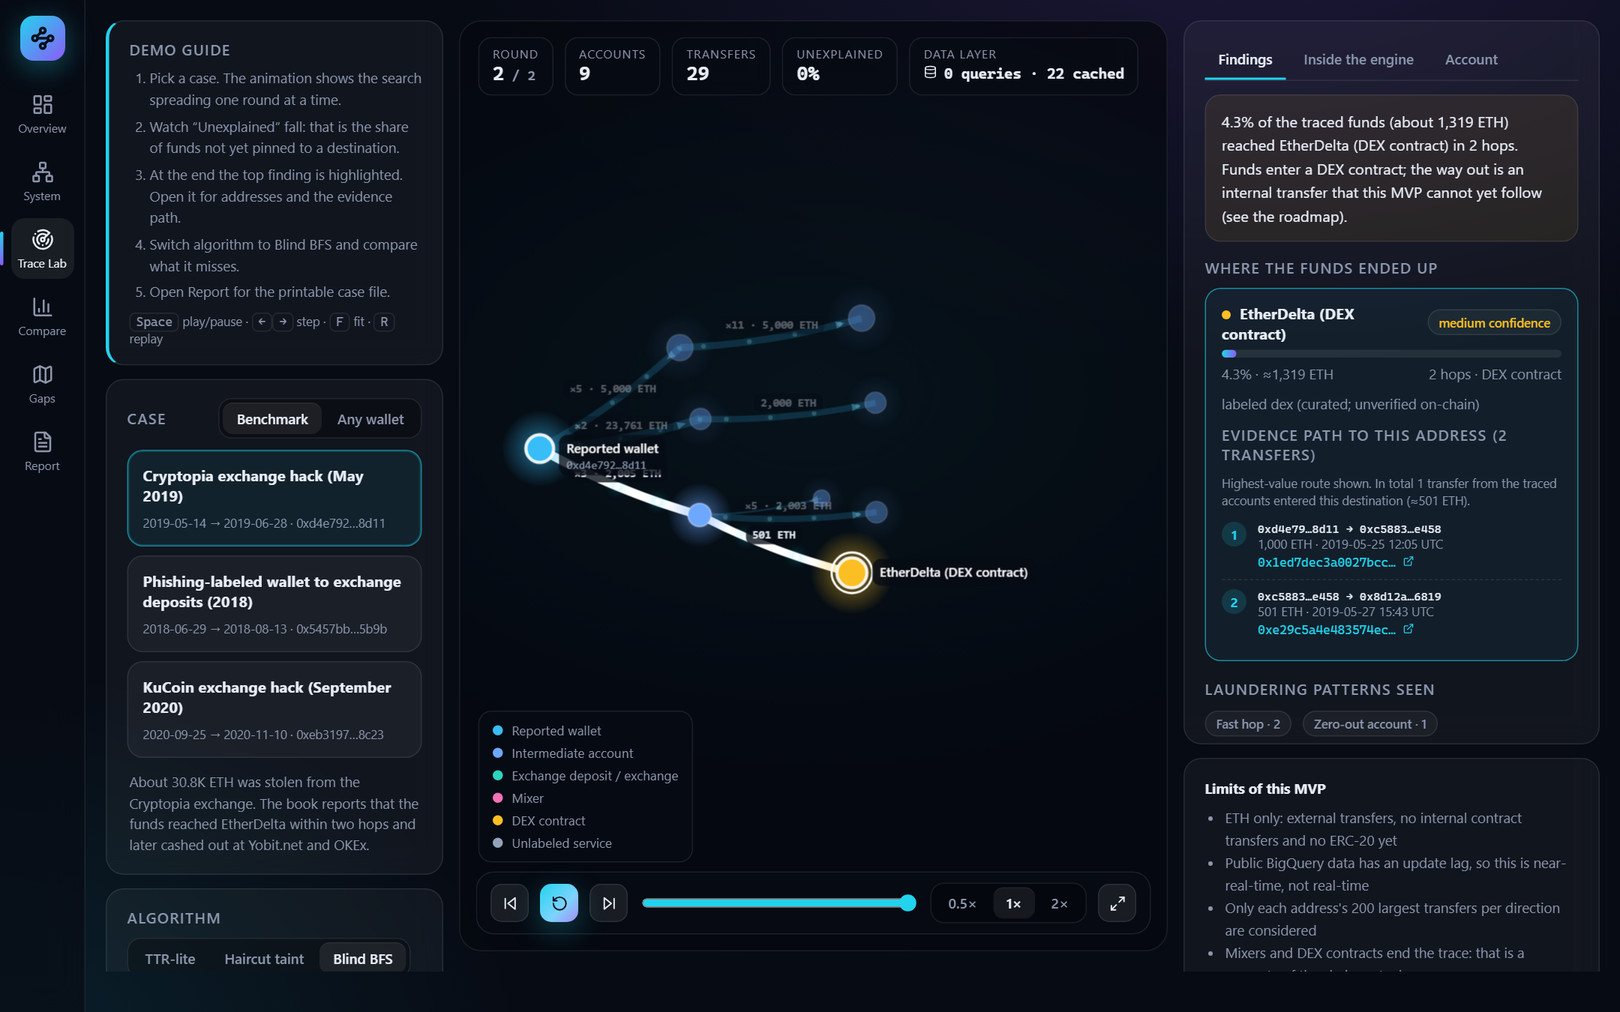 Overview
System
Trace Lab
Compare
Gaps
Report
DEMO GUIDE
1. Pick a case. The animation shows the search
spreading one round at a time.
2. Watch “Unexplained” fall: that is the share
of funds not yet pinned to a destination.
3. At the end the top finding is highlighted.
Open it for addresses and the evidence
path.
4. Switch algorithm to Blind BFS and compare
what it misses.
5. Open Report for the printable case file.
Space play/pause · ← → step · F fit · R
replay
CASE
Benchmark
Any wallet
Cryptopia exchange hack (May
2019)
2019-05-14 → 2019-06-28 · 0xd4e792…8d11
Phishing-labeled wallet to exchange
deposits (2018)
2018-06-29 → 2018-08-13 · 0x5457bb…5b9b
KuCoin exchange hack (September
2020)
2020-09-25 → 2020-11-10 · 0xeb3197…8c23
About 30.8K ETH was stolen from the
Cryptopia exchange. The book reports that the
funds reached EtherDelta within two hops and
later cashed out at Yobit.net and OKEx.
ALGORITHM
TTR-lite
Haircut taint
Blind BFS
ROUND
2 / 2
ACCOUNTS
9
TRANSFERS
29
UNEXPLAINED
0%
DATA LAYER
0 queries · 22 cached
×11 · 5,000 ETH
×5 · 5,000 ETH
2,000 ETH
×2 · 23,761 ETH
Reported wallet
0xd4e792…8d11
×5 · 2,003 ETH
501 ETH
EtherDelta (DEX contract)
Reported wallet
Intermediate account
Exchange deposit / exchange
Mixer
DEX contract
Unlabeled service
0.5×
1×
2×
Findings
Inside the engine
Account
4.3% of the traced funds (about 1,319 ETH)
reached EtherDelta (DEX contract) in 2 hops.
Funds enter a DEX contract; the way out is an
internal transfer that this MVP cannot yet follow
(see the roadmap).
WHERE THE FUNDS ENDED UP
EtherDelta (DEX
contract)
medium confidence
4.3% · ≈1,319 ETH
2 hops · DEX contract
labeled dex (curated; unverified on-chain)
EVIDENCE PATH TO THIS ADDRESS (2
TRANSFERS)
Highest-value route shown. In total 1 transfer from the traced
accounts entered this destination (≈501 ETH).
1
0xd4e79…8d11 → 0xc5883…e458
1,000 ETH · 2019-05-25 12:05 UTC
0x1ed7dec3a0027bcc…
2
0xc5883…e458 → 0x8d12a…6819
501 ETH · 2019-05-27 15:43 UTC
0xe29c5a4e483574ec…
LAUNDERING PATTERNS SEEN
Fast hop · 2
Zero-out account · 1
Limits of this MVP
• ETH only: external transfers, no internal contract
transfers and no ERC-20 yet
• Public BigQuery data has an update lag, so this is near-
real-time, not real-time
• Only each address's 200 largest transfers per direction
are considered
• Mixers and DEX contracts end the trace: that is a